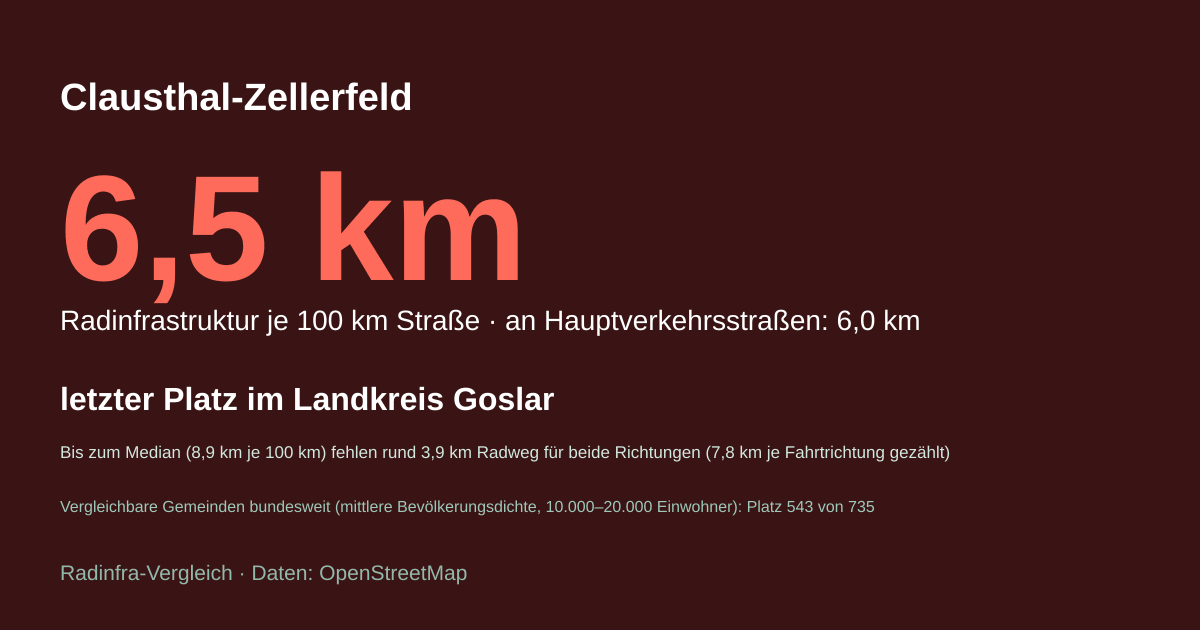 Clausthal-Zellerfeld
6,5 km
Radinfrastruktur je 100 km Straße · an Hauptverkehrsstraßen: 6,0 km
letzter Platz im Landkreis Goslar
Bis zum Median (8,9 km je 100 km) fehlen rund 3,9 km Radweg für beide Richtungen (7,8 km je Fahrtrichtung gezählt)
Vergleichbare Gemeinden bundesweit (mittlere Bevölkerungsdichte, 10.000–20.000 Einwohner): Platz 543 von 735
Radinfra-Vergleich · Daten: OpenStreetMap